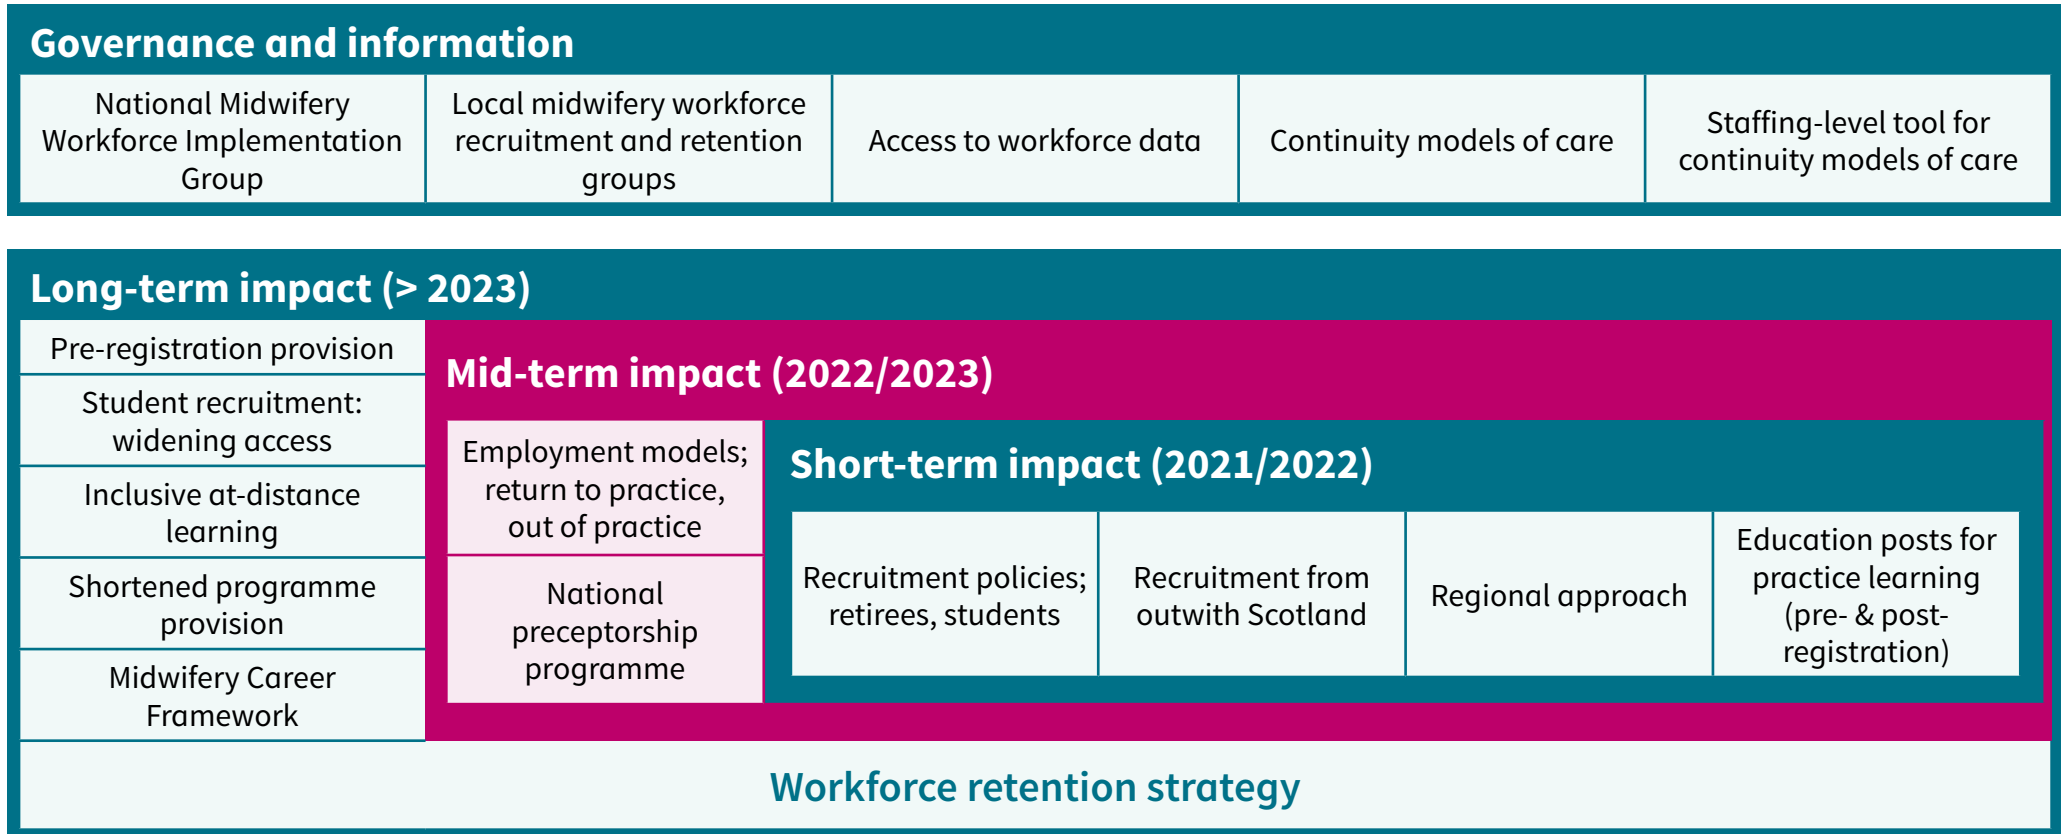 Governance and information
National Midwifery
Workforce Implementation
Group
Local midwifery workforce
recruitment and retention
groups
Access to workforce data
Continuity models of care
Staffing-level tool for
continuity models of care
Long-term impact (> 2023)
Pre-registration provision
Student recruitment:
widening access
Inclusive at-distance
learning
Shortened programme
provision
Midwifery Career
Framework
Mid-term impact (2022/2023)
Employment models;
return to practice,
out of practice
National
preceptorship
programme
Short-term impact (2021/2022)
Recruitment policies;
retirees, students
Recruitment from
outwith Scotland
Regional approach
Education posts for
practice learning
(pre- & post-
registration)
Workforce retention strategy